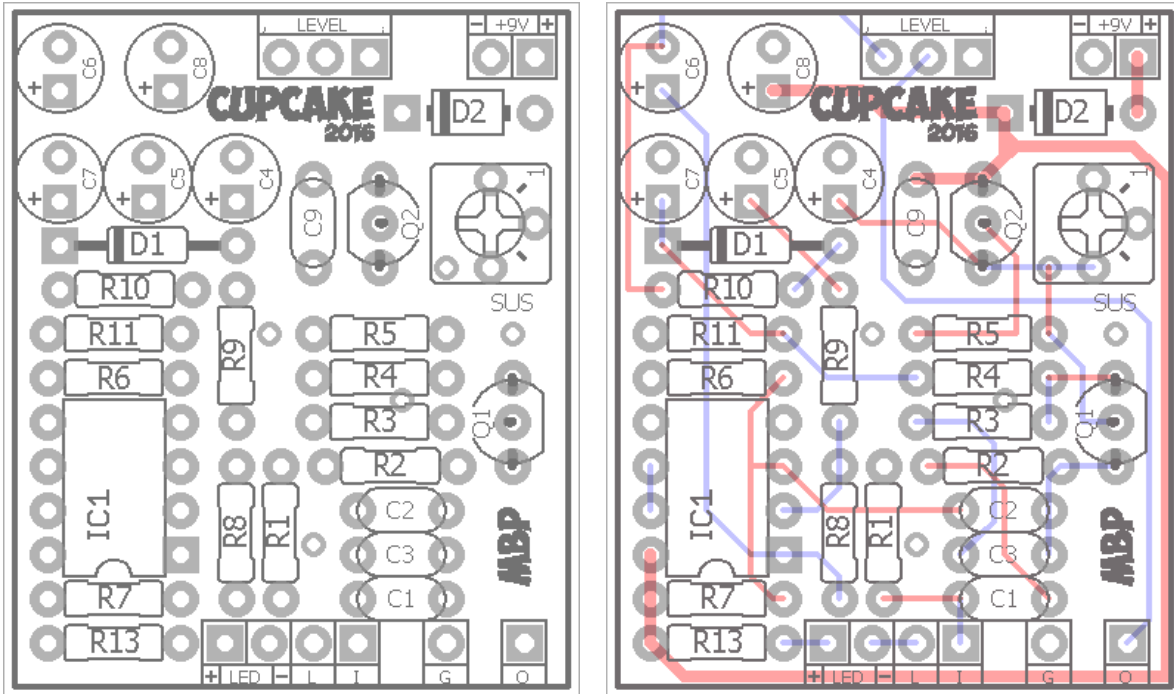 LEVEL
- +9V +
C6
C8
+
+
CUPCAKE
2016
D2
C7
C5
C4
+
+
+
C9
Q2
1
D1
R10
SUS
R11
R9
R5
R6
R4
R3
Q1
R2
IC1
R8
R1
C2
C3
MBP
R7
C1
R13
+ LED - L I G O
LEVEL
- +9V +
C6
C8
+
+
CUPCAKE
2016
D2
C7
C5
C4
+
+
+
C9
Q2
1
D1
R10
SUS
R11
R9
R5
R6
R4
R3
Q1
R2
IC1
R8
R1
C2
C3
MBP
R7
C1
R13
+ LED - L I G O